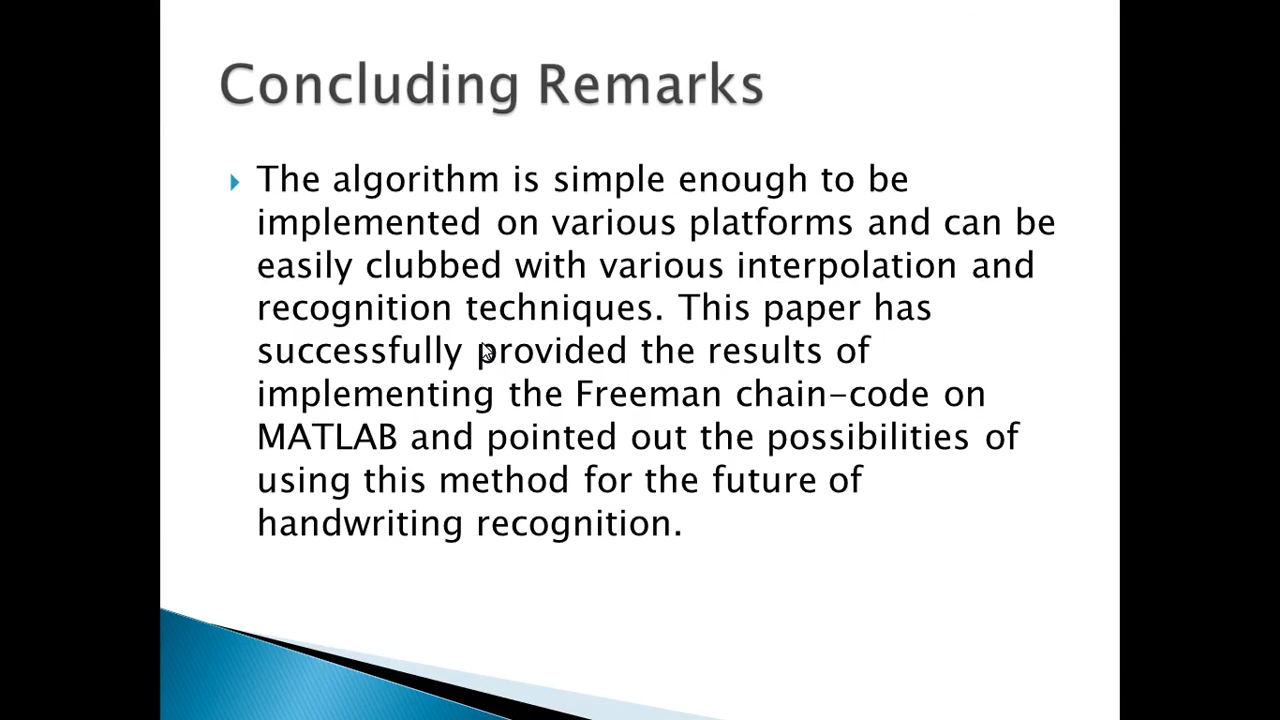 Concluding Remarks
The algorithm is simple enough to be
implemented on various platforms and can be
easily clubbed with various interpolation and
recognition techniques. This paper has
successfully provided the results of
implementing the Freeman chain-code on
MATLAB and pointed out the possibilities of
using this method for the future of
handwriting recognition.